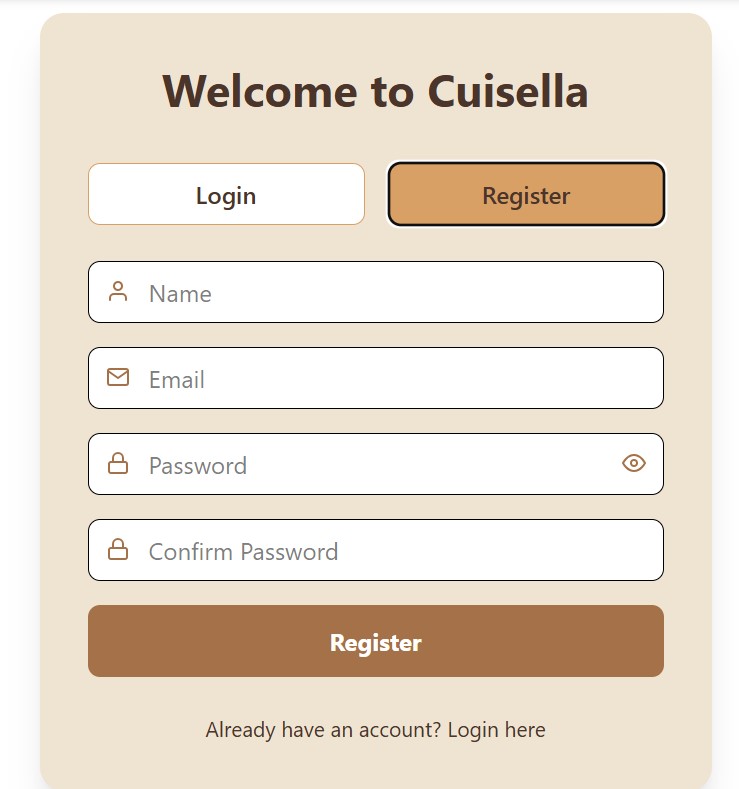 Welcome to Cuisella
Login
Register
Name
Email
Password
Confirm Password
Register
Already have an account? Login here